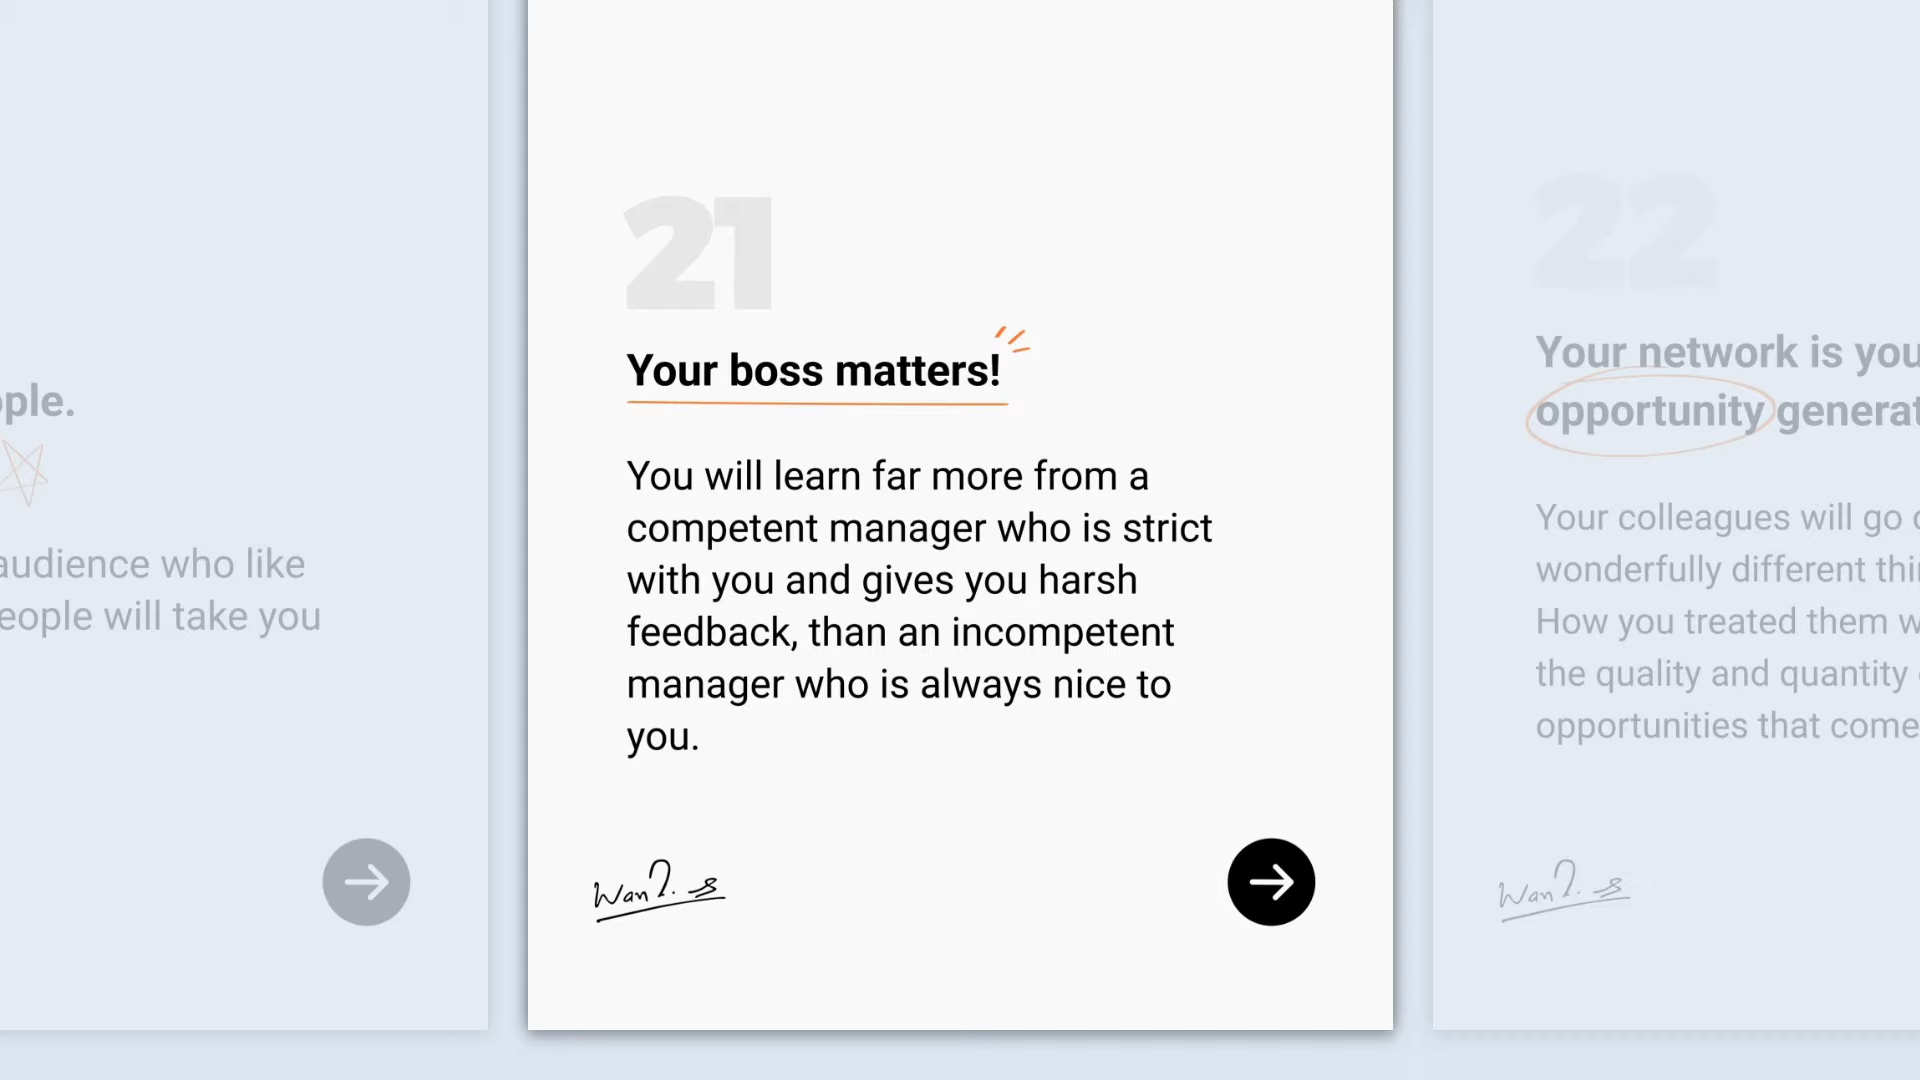 ople.
audience who like
eople will take you
21
Your boss matters!
You will learn far more from a
competent manager who is strict
with you and gives you harsh
feedback, than an incompetent
manager who is always nice to
you.
22
Your network is you
opportunity generat
Your colleagues will go
wonderfully different thin
How you treated them w
the quality and quantity
opportunities that come